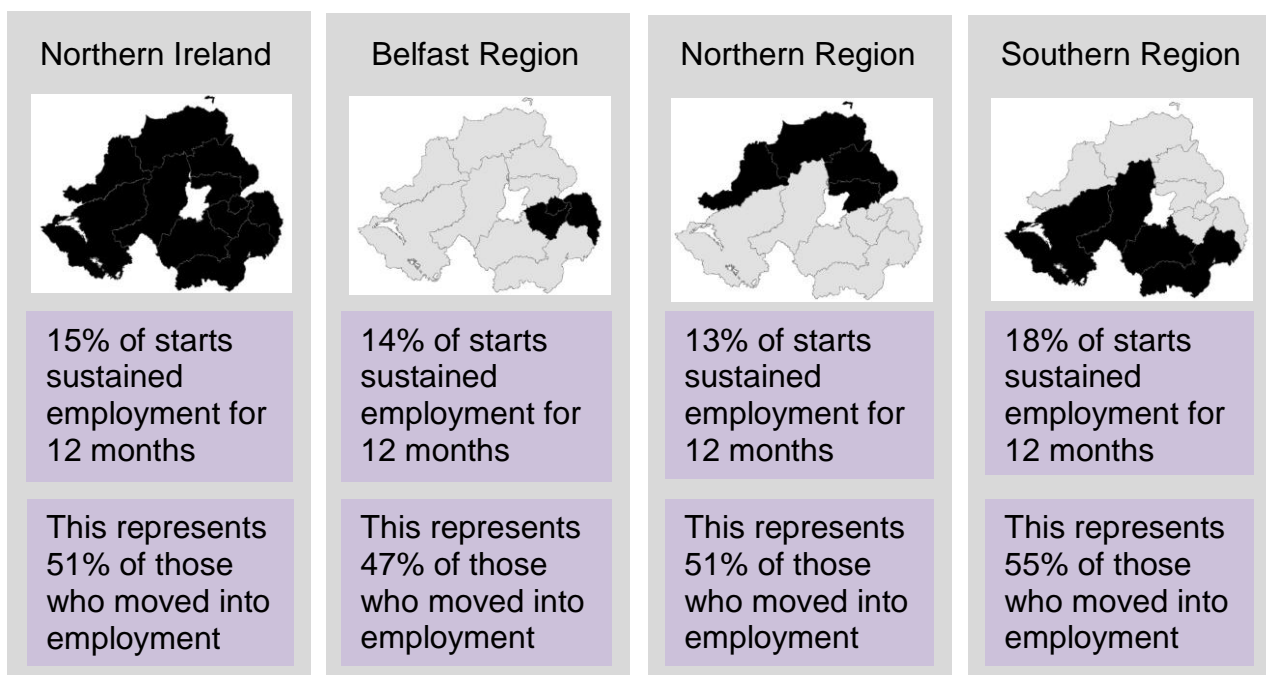 Northern Ireland
15% of starts
sustained
employment for
12 months
This represents
51% of those
who moved into
employment
Belfast Region
14% of starts
sustained
employment for
12 months
This represents
47% of those
who moved into
employment
Northern Region
13% of starts
sustained
employment for
12 months
This represents
51% of those
who moved into
employment
Southern Region
18% of starts
sustained
employment for
12 months
This represents
55% of those
who moved into
employment